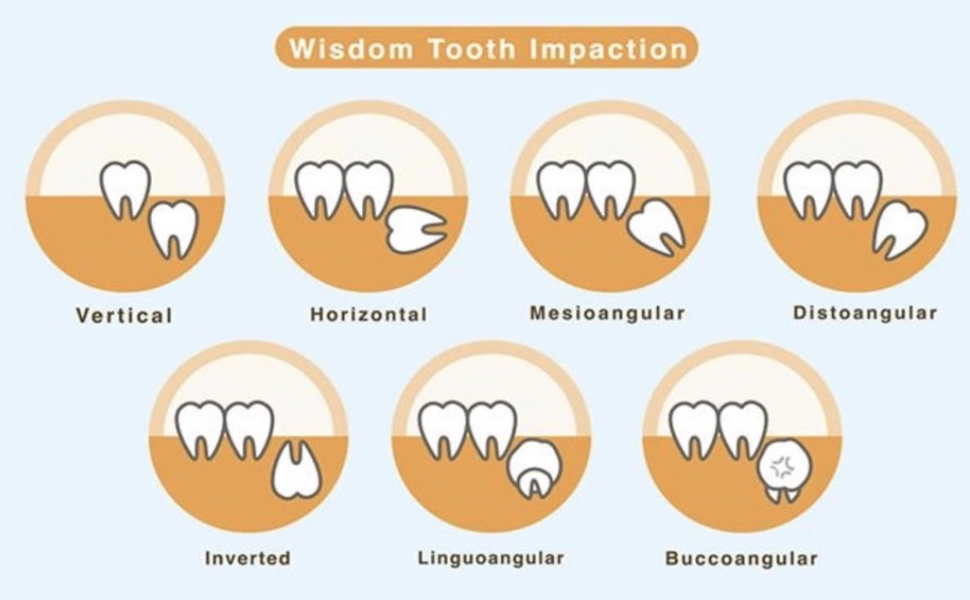 Wisdom Tooth Impaction
Vertical
Horizontal
Mesioangular
Distoangular
Inverted
Linguoangular
Buccoangular